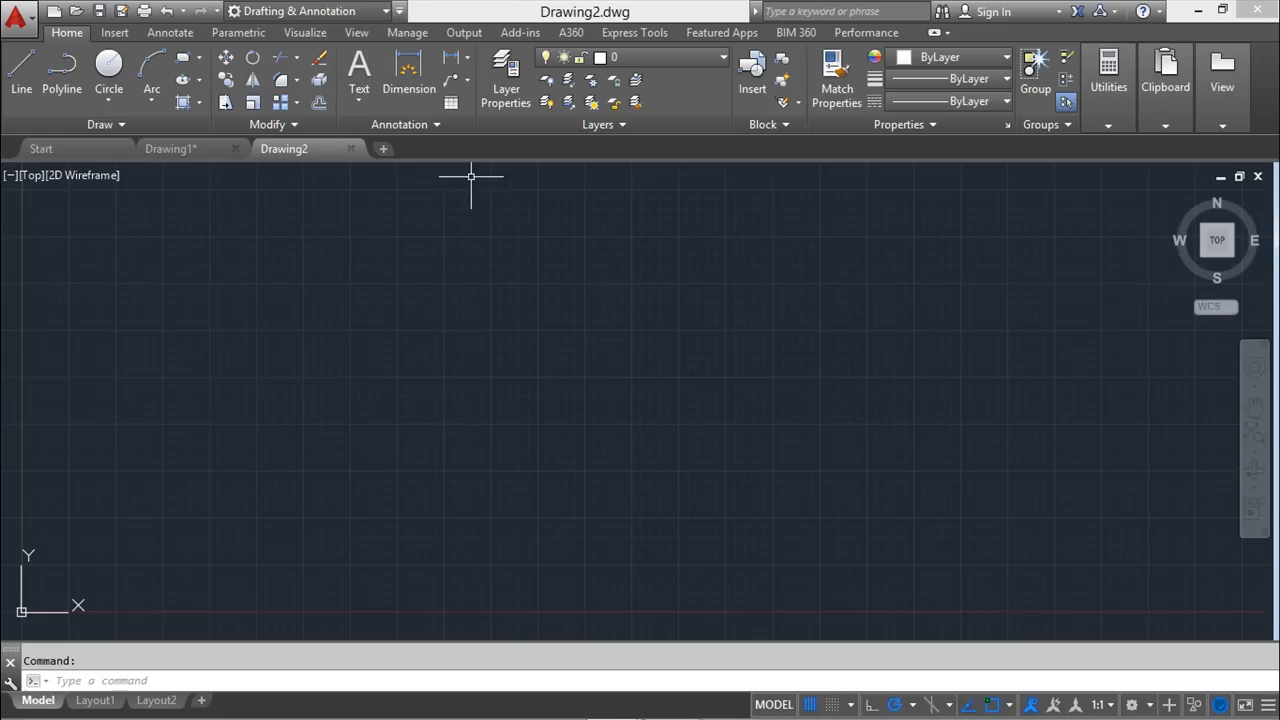 Drafting & Annotation
Drawing2.dwg
Type a keyword or phrase
Sign In
Home Insert Annotate Parametric Visualize View Manage Output Add-ins A360 Express Tools Featured Apps BIM 360 Performance
0
ByLayer
ByLayer
ByLayer
Line Polyline Circle Arc Text Dimension Layer Properties Insert Match Properties Group Utilities Clipboard View
Draw Modify Annotation Layers Block Properties Groups
Start Drawing1* Drawing2
[−][Top][2D Wireframe]
N
W TOP E
S
WCS
Y
X
Command:
Type a command
Model Layout1 Layout2
MODEL 1:1